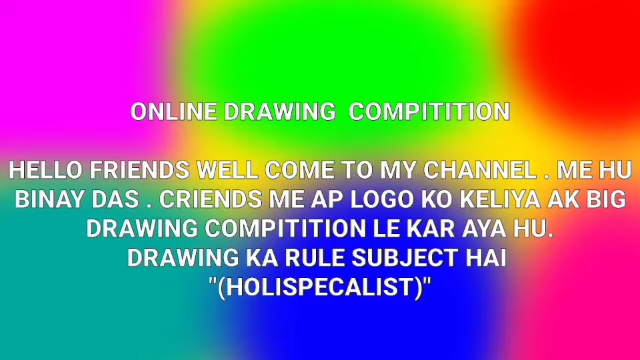 ONLINE DRAWING COMPITITION
HELLO FRIENDS WELL COME TO MY CHANNEL . ME HU
BINAY DAS . CRIENDS ME AP LOGO KO KELIYA AK BIG
DRAWING COMPITITION LE KAR AYA HU.
DRAWING KA RULE SUBJECT HAI
"(HOLISPECALIST)"